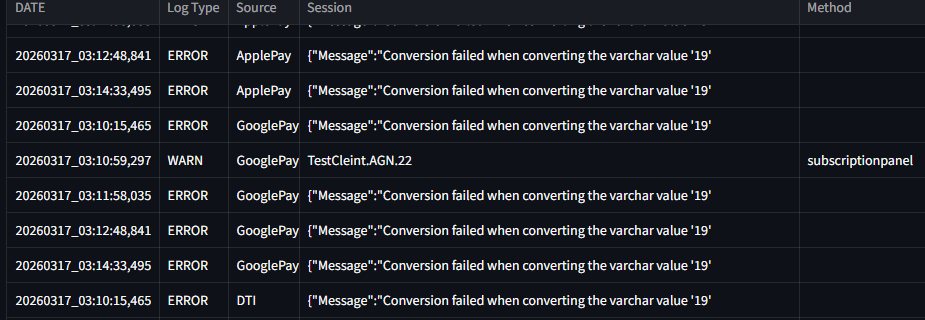 DATE Log Type Source Session Method
20260317_03:12:48,841 ERROR ApplePay {"Message":"Conversion failed when converting the varchar value '19'
20260317_03:14:33,495 ERROR ApplePay {"Message":"Conversion failed when converting the varchar value '19'
20260317_03:10:15,465 ERROR GooglePay {"Message":"Conversion failed when converting the varchar value '19'
20260317_03:10:59,297 WARN GooglePay TestCleint.AGN.22 subscriptionpanel
20260317_03:11:58,035 ERROR GooglePay {"Message":"Conversion failed when converting the varchar value '19'
20260317_03:12:48,841 ERROR GooglePay {"Message":"Conversion failed when converting the varchar value '19'
20260317_03:14:33,495 ERROR GooglePay {"Message":"Conversion failed when converting the varchar value '19'
20260317_03:10:15,465 ERROR DTI {"Message":"Conversion failed when converting the varchar value '19'